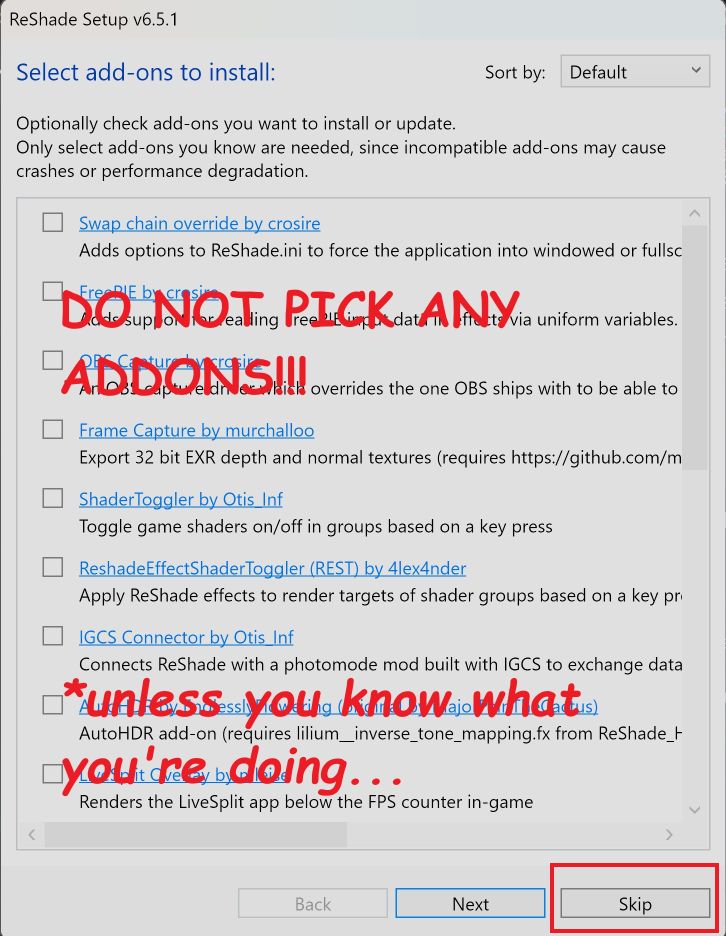 ReShade Setup v6.5.1
Select add-ons to install:
Sort by:
Default
Optionally check add-ons you want to install or update.
Only select add-ons you know are needed, since incompatible add-ons may cause
crashes or performance degradation.
Swap chain override by crosire
Adds options to ReShade.ini to force the application into windowed or fullsc
FreePIE by crosire
DO NOT PICK ANY
Adds support for reading FreePIE input data in effects via uniform variables.
OBS Capture by crosire
ADDONS!!!
An OBS capture driver which overrides the one OBS ships with to be able to
Frame Capture by murchalloo
Export 32 bit EXR depth and normal textures (requires https://github.com/m
ShaderToggler by Otis_Inf
Toggle game shaders on/off in groups based on a key press
ReshadeEffectShaderToggler (REST) by 4lex4nder
Apply ReShade effects to render targets of shader groups based on a key pr
IGCS Connector by Otis_Inf
Connects ReShade with a photomode mod built with IGCS to exchange data
*unless you know what
AutoHDR by EndlesslyFlowering (original by MajorPainTheCactus)
AutoHDR add-on (requires lilium__inverse_tone_mapping.fx from ReShade_H
you're doing...
LiveSplit Overlay by
Renders the LiveSplit app below the FPS counter in-game
Back
Next
Skip